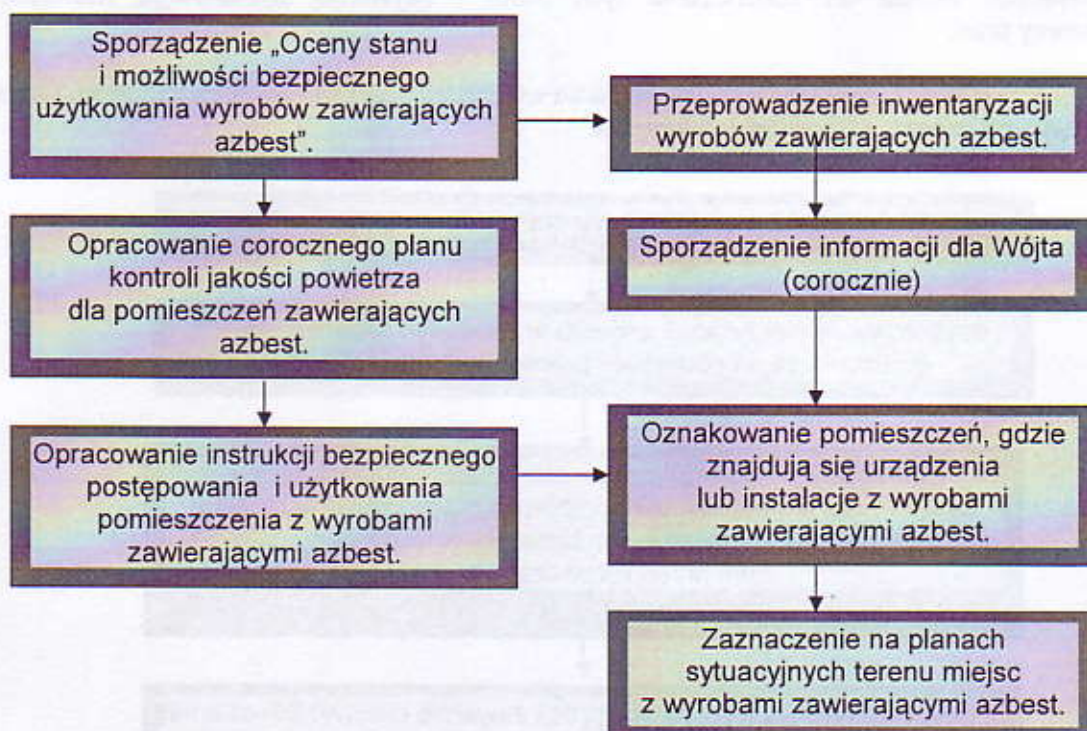 Sporządzenie „Oceny stanu
i możliwości bezpiecznego
użytkowania wyrobów zawierających
azbest”.
Przeprowadzenie inwentaryzacji
wyrobów zawierających azbest.
Opracowanie corocznego planu
kontroli jakości powietrza
dla pomieszczeń zawierających
azbest.
Sporządzenie informacji dla Wójta
(corocznie)
Opracowanie instrukcji bezpiecznego
postępowania i użytkowania
pomieszczenia z wyrobami
zawierającymi azbest.
Oznakowanie pomieszczeń, gdzie
znajdują się urządzenia
lub instalacje z wyrobami
zawierającymi azbest.
Zaznaczenie na planach
sytuacyjnych terenu miejsc
z wyrobami zawierającymi azbest.